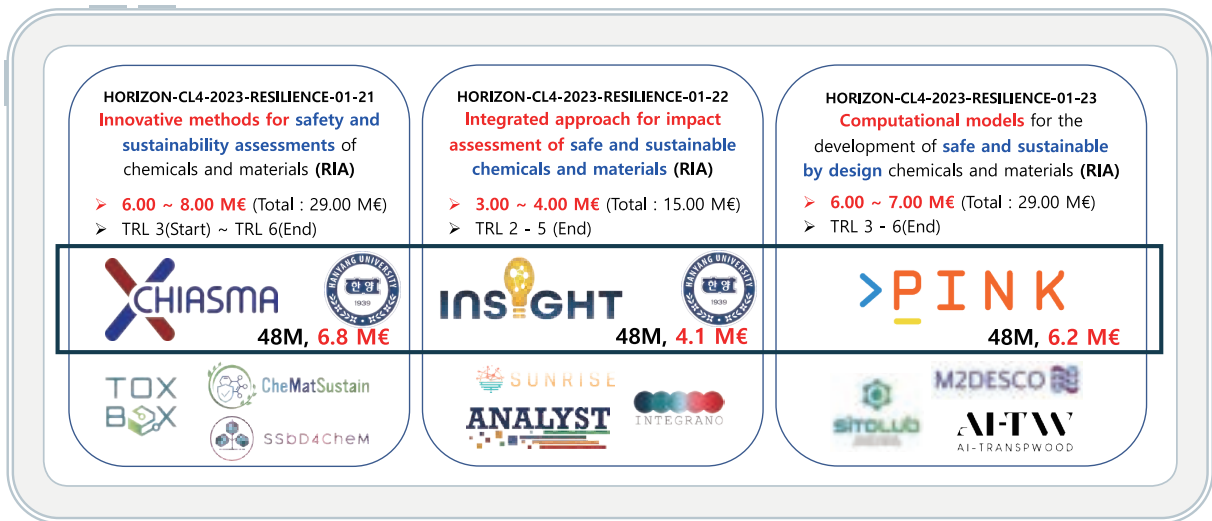 HORIZON-CL4-2023-RESILIENCE-01-21
Innovative methods for safety and
sustainability assessments of
chemicals and materials (RIA)
➢ 6.00 ~ 8.00 M€ (Total : 29.00 M€)
➢ TRL 3(Start) ~ TRL 6(End)
CHIASMA
HANYANG UNIVERSITY
한양
1939
48M, 6.8 M€
TOX
BOX
CheMatSustain
SSbD4CheM
HORIZON-CL4-2023-RESILIENCE-01-22
Integrated approach for impact
assessment of safe and sustainable
chemicals and materials (RIA)
➢ 3.00 ~ 4.00 M€ (Total : 15.00 M€)
➢ TRL 2 - 5 (End)
INSIGHT
HANYANG UNIVERSITY
한양
1939
48M, 4.1 M€
SUNRISE
ANALYST
INTEGRANO
HORIZON-CL4-2023-RESILIENCE-01-23
Computational models for the
development of safe and sustainable
by design chemicals and materials (RIA)
➢ 6.00 ~ 7.00 M€ (Total : 29.00 M€)
➢ TRL 3 - 6(End)
>PINK
48M, 6.2 M€
M2DESCO
SiToLub
AI-TW
AI-TRANSPWOOD